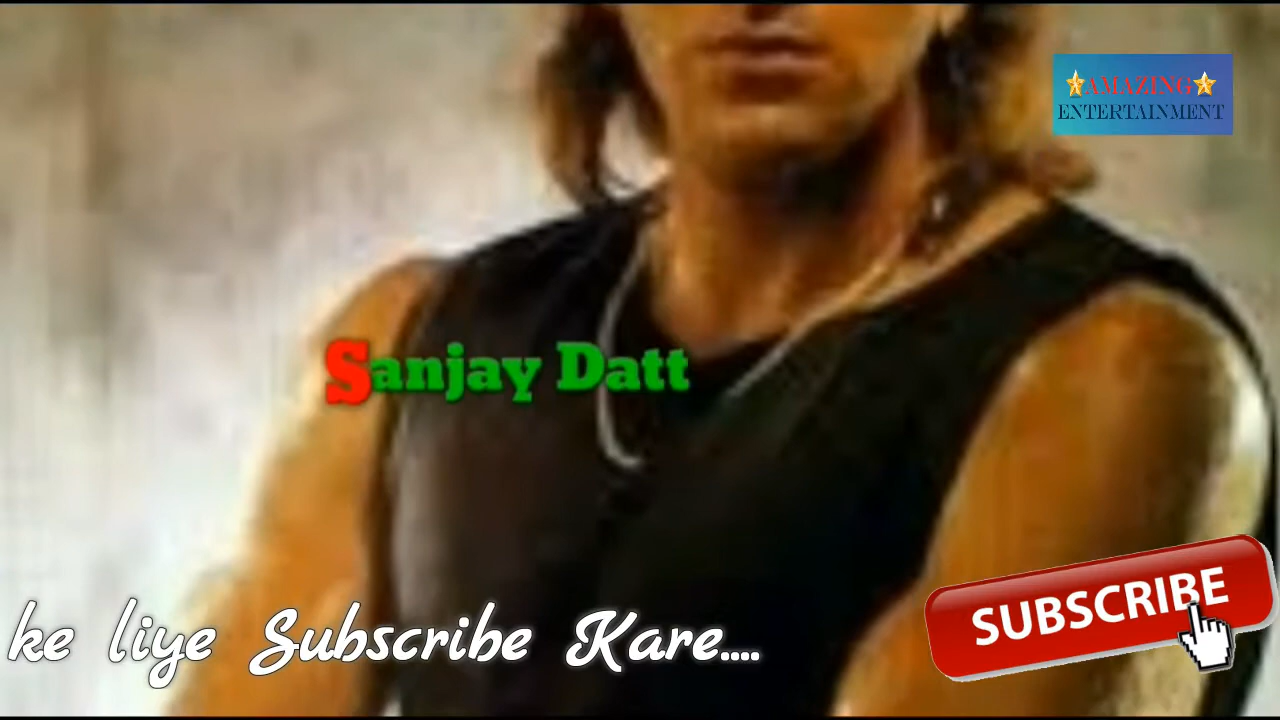 AMAZING
ENTERTAINMENT
Sanjay Datt
ke liye Subscribe Kare....
SUBSCRIBE